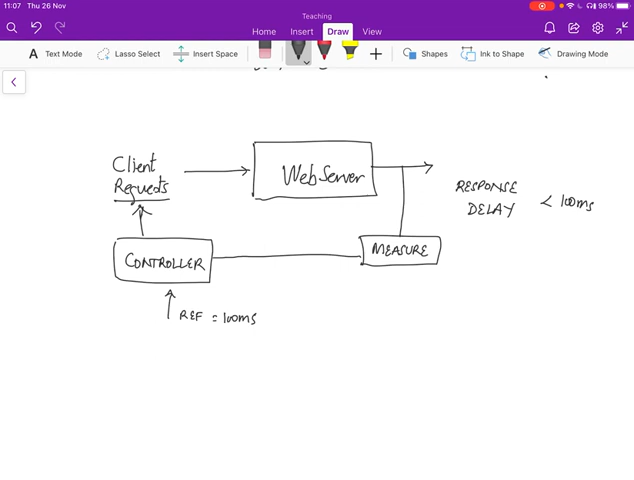 11:07 Thu 26 Nov
98%
Teaching
Home Insert Draw View
Text Mode Lasso Select Insert Space Shapes Ink to Shape Drawing Mode
Client
Requests
Web Server
RESPONSE
DELAY < 100ms
CONTROLLER
MEASURE
REF = 100ms